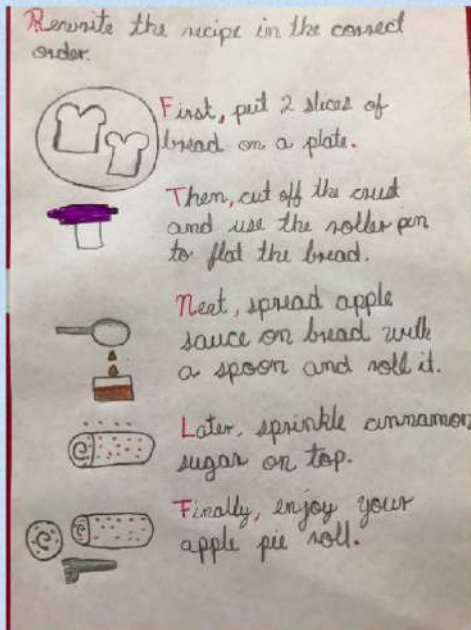 Rewrite the recipe in the correct
order.
First, put 2 slices of
bread on a plate.
Then, cut off the crust
and use the roller pen
to flat the bread.
Next, spread apple
sauce on bread with
a spoon and roll it.
Later, sprinkle cinnamon
sugar on top.
Finally, enjoy your
apple pie roll.